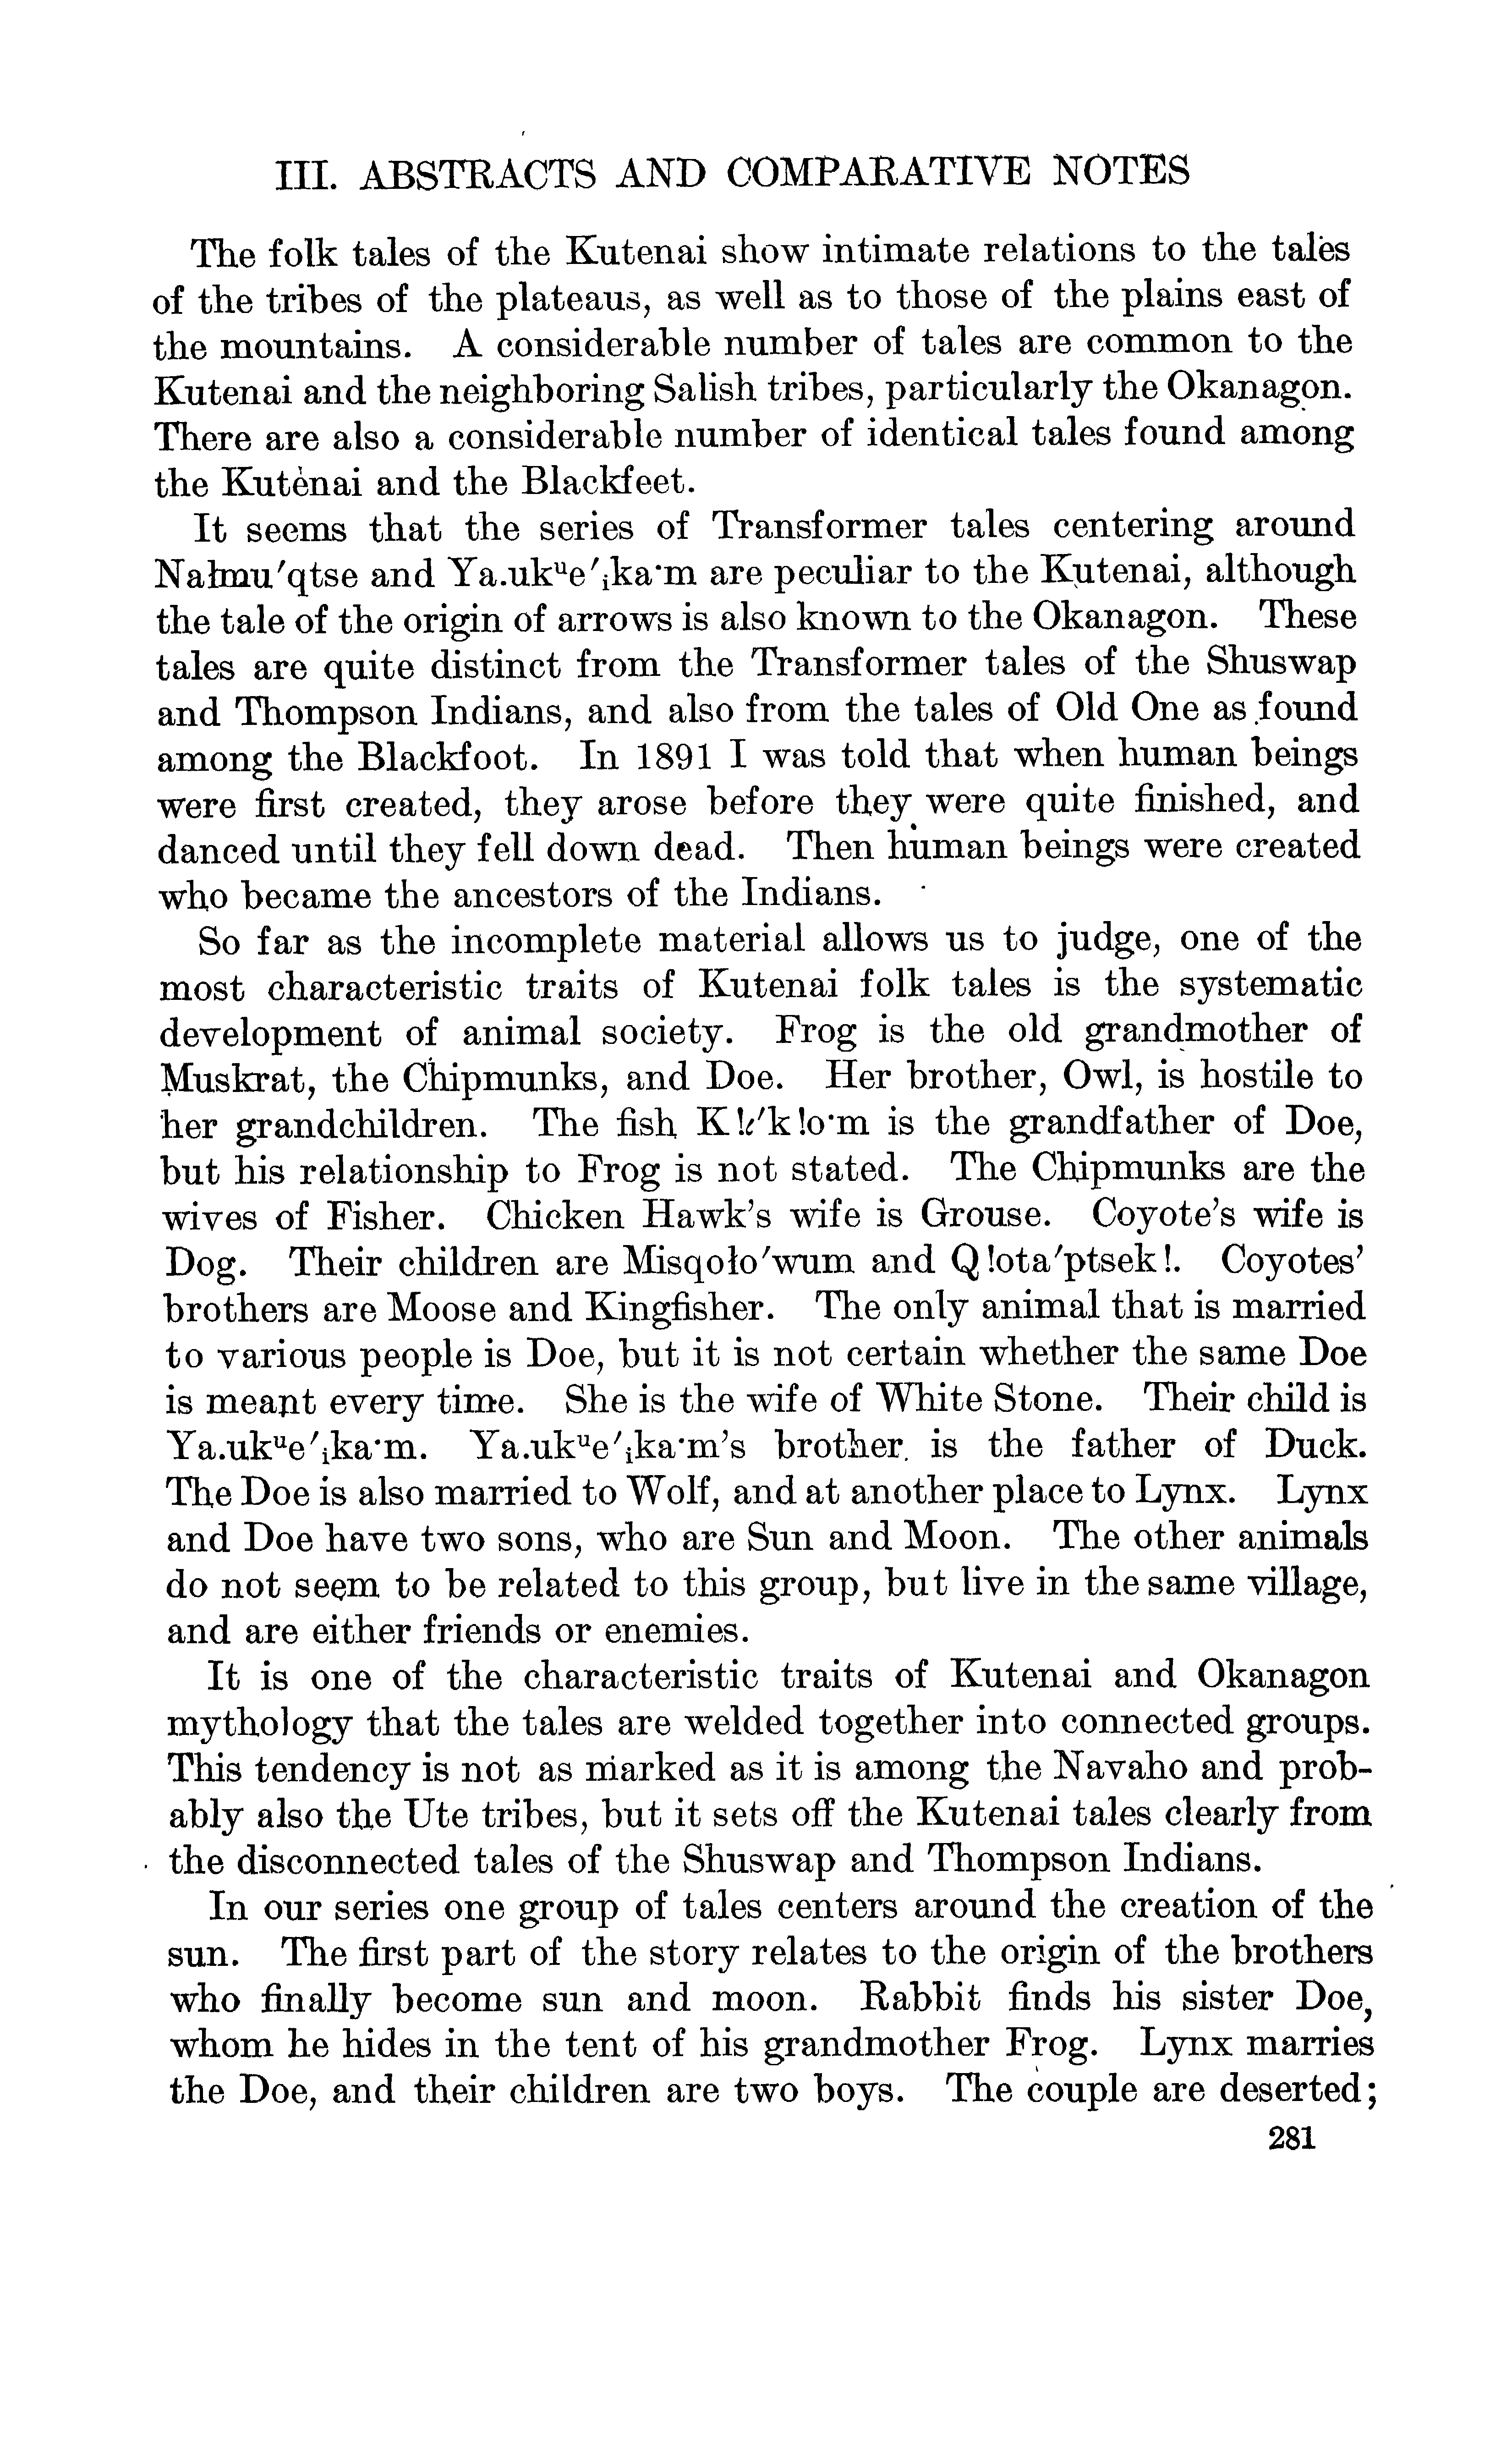 III. ABSTRACTS AND COMPARATIVE NOTES
The folk tales of the Kutenai show intimate relations to the tales
of the tribes of the plateaus, as well as to those of the plains east of
the mountains. A considerable number of tales are common to the
Kutenai and the neighboring Salish tribes, particularly the Okanagon.
There are also a considerable number of identical tales found among
the Kutenai and the Blackfeet.
It seems that the series of Transformer tales centering around
Nałmu′qtse and Ya.ukᵘe′ᵢka·m are peculiar to the Kutenai, although
the tale of the origin of arrows is also known to the Okanagon. These
tales are quite distinct from the Transformer tales of the Shuswap
and Thompson Indians, and also from the tales of Old One as found
among the Blackfoot. In 1891 I was told that when human beings
were first created, they arose before they were quite finished, and
danced until they fell down dead. Then human beings were created
who became the ancestors of the Indians.
So far as the incomplete material allows us to judge, one of the
most characteristic traits of Kutenai folk tales is the systematic
development of animal society. Frog is the old grandmother of
Muskrat, the Chipmunks, and Doe. Her brother, Owl, is hostile to
her grandchildren. The fish K!ι′k!o·m is the grandfather of Doe,
but his relationship to Frog is not stated. The Chipmunks are the
wives of Fisher. Chicken Hawk's wife is Grouse. Coyote's wife is
Dog. Their children are Misqoło′wum and Q!ota′ptsek!. Coyotes'
brothers are Moose and Kingfisher. The only animal that is married
to various people is Doe, but it is not certain whether the same Doe
is meant every time. She is the wife of White Stone. Their child is
Ya.ukᵘe′ᵢka·m. Ya.ukᵘe′ᵢka·m's brother is the father of Duck.
The Doe is also married to Wolf, and at another place to Lynx. Lynx
and Doe have two sons, who are Sun and Moon. The other animals
do not seem to be related to this group, but live in the same village,
and are either friends or enemies.
It is one of the characteristic traits of Kutenai and Okanagon
mythology that the tales are welded together into connected groups.
This tendency is not as marked as it is among the Navaho and prob-
ably also the Ute tribes, but it sets off the Kutenai tales clearly from
the disconnected tales of the Shuswap and Thompson Indians.
In our series one group of tales centers around the creation of the
sun. The first part of the story relates to the origin of the brothers
who finally become sun and moon. Rabbit finds his sister Doe,
whom he hides in the tent of his grandmother Frog. Lynx marries
the Doe, and their children are two boys. The couple are deserted;
281